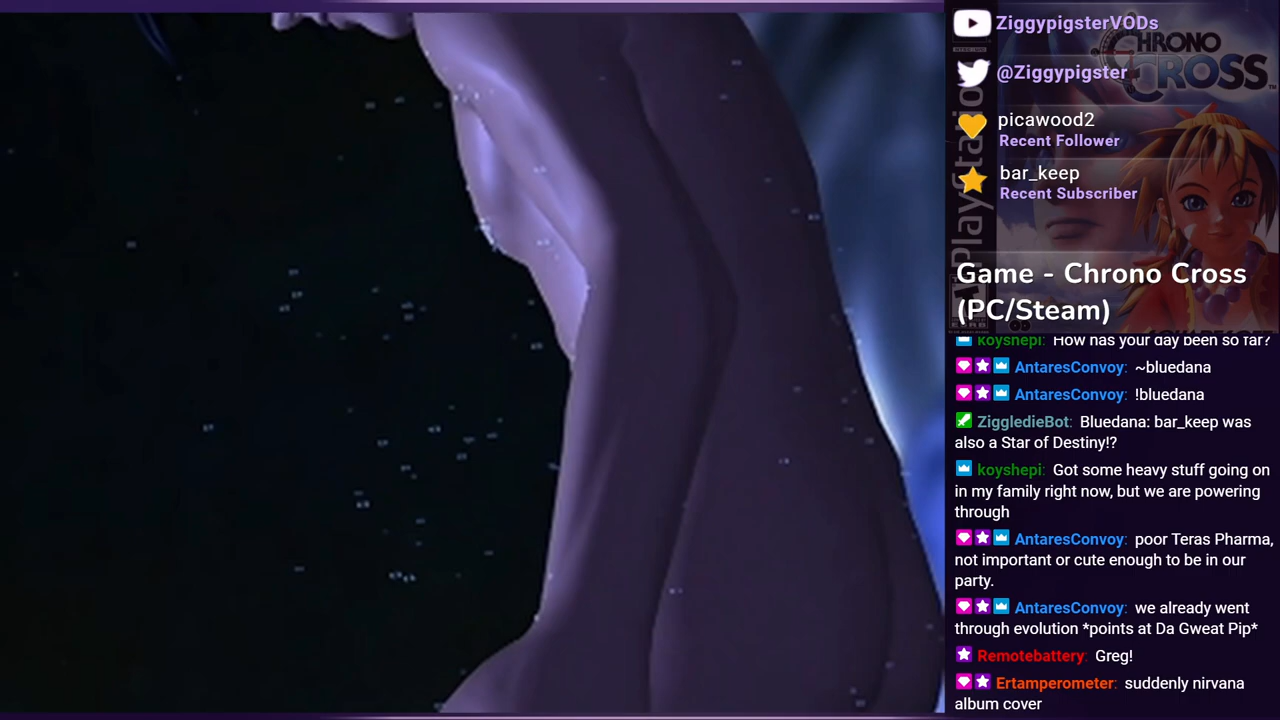 ZiggypigsterVODs
@Ziggypigster
picawood2
Recent Follower
bar_keep
Recent Subscriber
CHRONO
CROSS
PlayStation
Game - Chrono Cross
(PC/Steam)
koyshepi: How has your day been so far?
AntaresConvoy: ~bluedana
AntaresConvoy: !bluedana
ZiggledieBot: Bluedana: bar_keep was
also a Star of Destiny!?
koyshepi: Got some heavy stuff going on
in my family right now, but we are powering
through
AntaresConvoy: poor Teras Pharma,
not important or cute enough to be in our
party.
AntaresConvoy: we already went
through evolution *points at Da Gweat Pip*
Remotebattery: Greg!
Ertamperometer: suddenly nirvana
album cover